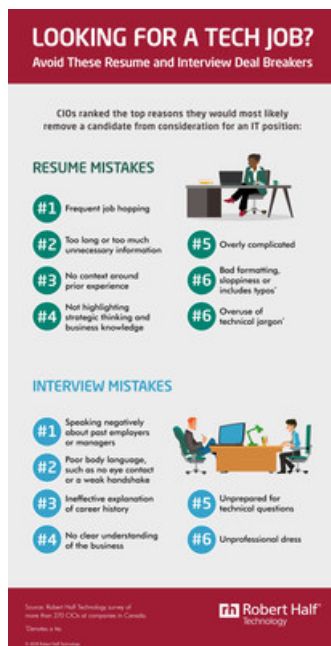 LOOKING FOR A TECH JOB?
Avoid These Resume and Interview Deal Breakers
CIOs ranked the top reasons they would most likely
remove a candidate from consideration for an IT position:
RESUME MISTAKES
#1 Frequent job hopping
#2 Too long or too much
unnecessary information
#3 No context around
prior experience
#4 Not highlighting
strategic thinking and
business knowledge
#5 Overly complicated
#6 Bad formatting,
sloppiness or
includes typos*
#6 Overuse of
technical jargon*
INTERVIEW MISTAKES
#1 Speaking negatively
about past employers
or managers
#2 Poor body language,
such as no eye contact
or a weak handshake
#3 Ineffective explanation
of career history
#4 No clear understanding
of the business
#5 Unprepared for
technical questions
#6 Unprofessional dress
Source: Robert Half Technology survey of
more than 270 CIOs at companies in Canada.
*Denotes a tie.
© 2018 Robert Half Technology
rh Robert Half®
Technology